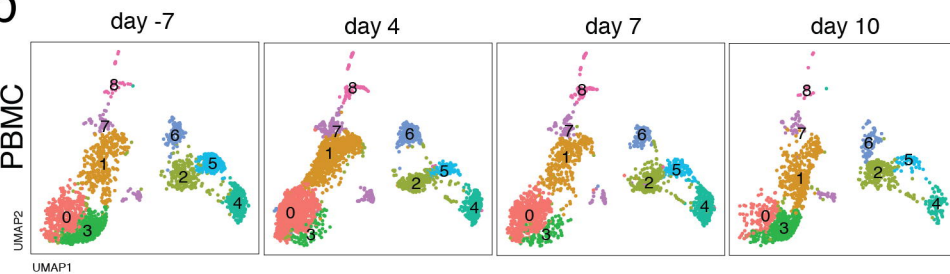 day -7 day 4 day 7 day 10
PBMC
8 8 8 8
7 7 7 7
6 6 6 6
1 1 1 1
5 5 5 5
2 2 2 2
4 4 4 4
0 0 0 0
3 3 3 3
UMAP2
UMAP1